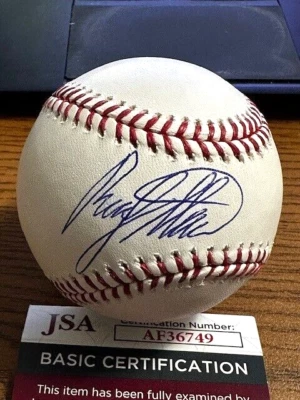 JSA
Certification Number:
AF36749
BASIC CERTIFICATION
This item has been fully examined by